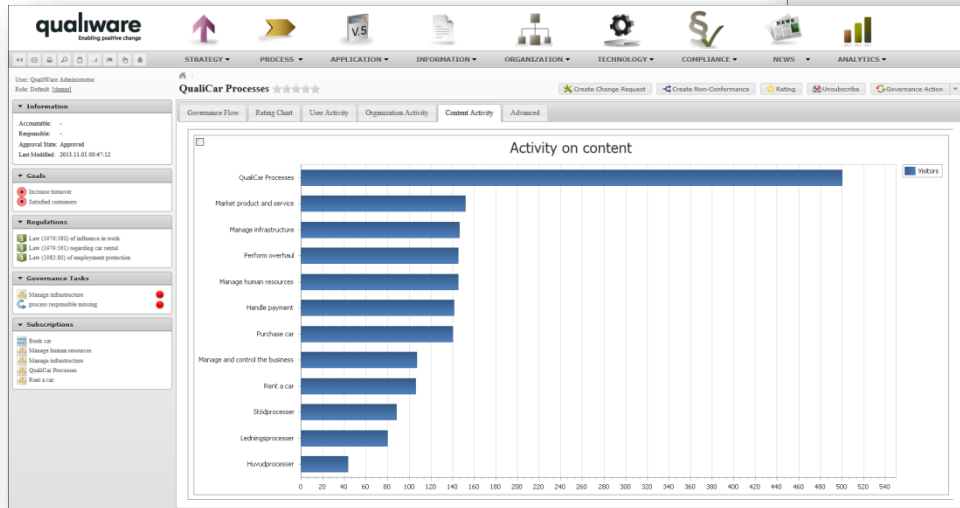 qualiware
Enabling positive change
V.5
NEWS
STRATEGY PROCESS APPLICATION INFORMATION ORGANIZATION TECHNOLOGY COMPLIANCE NEWS ANALYTICS
User: QualiWare Administrator
Role: Default [change]
QualiCar Processes
Create Change Request Create Non-Conformance Rating Unsubscribe Governance Action
Information
Accountable: -
Responsible: -
Approval State: Approved
Last Modified: 2013.11.01 00:47:12
Goals
Increase turnover
Satisfied customers
Regulations
Law (1976:580) of influence in work
Law (1979:561) regarding car rental
Law (1982:80) of employment protection
Governance Tasks
Manage infrastructure
process responsible missing
Subscriptions
Book car
Manage human resources
Manage infrastructure
QualiCar Processes
Rent a car
Governance Flow Rating Chart User Activity Organization Activity Content Activity Advanced
Activity on content
Visitors
QualiCar Processes
Market product and service
Manage infrastructure
Perform overhaul
Manage human resources
Handle payment
Purchase car
Manage and control the business
Rent a car
Stödprocesser
Ledningsprocesser
Huvudprocesser
0 20 40 60 80 100 120 140 160 180 200 220 240 260 280 300 320 340 360 380 400 420 440 460 480 500 520 540